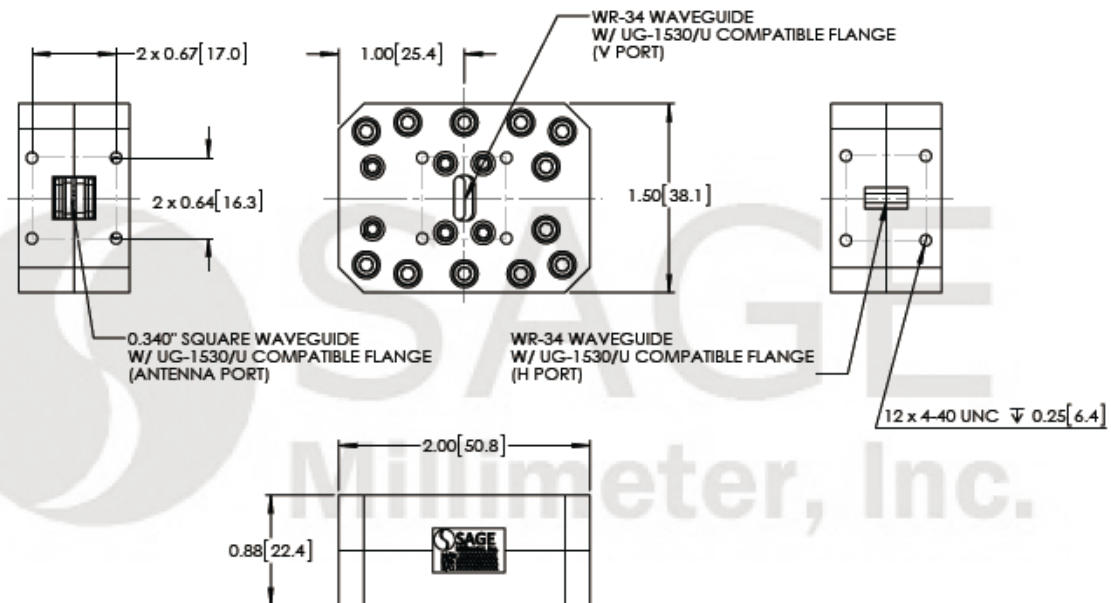 WR-34 WAVEGUIDE
W/ UG-1530/U COMPATIBLE FLANGE
(V PORT)
2 x 0.67[17.0]
1.00[25.4]
2 x 0.64[16.3]
1.50[38.1]
0.340" SQUARE WAVEGUIDE
W/ UG-1530/U COMPATIBLE FLANGE
(ANTENNA PORT)
WR-34 WAVEGUIDE
W/ UG-1530/U COMPATIBLE FLANGE
(H PORT)
12 x 4-40 UNC ↧ 0.25[6.4]
2.00[50.8]
0.88[22.4]
SAGE
SAGE
Millimeter, Inc.